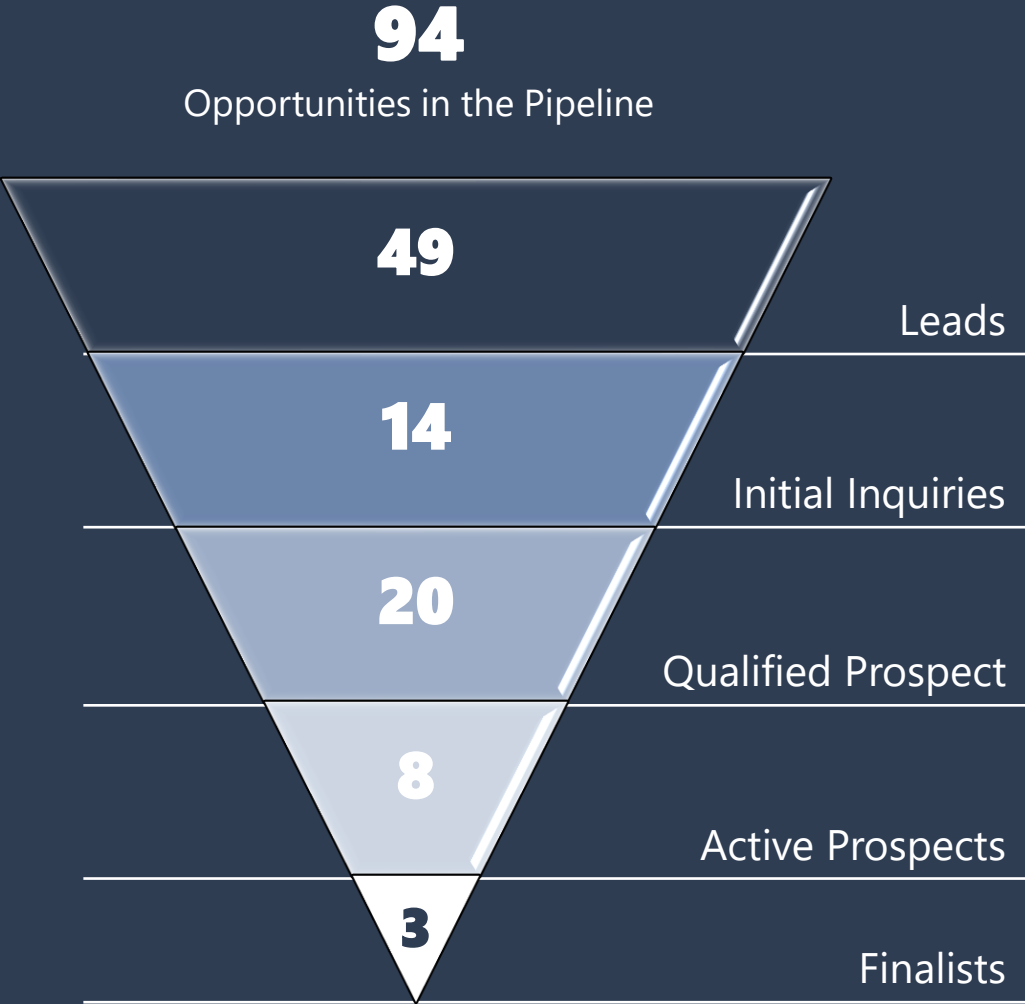 94
Opportunities in the Pipeline
49
Leads
14
Initial Inquiries
20
Qualified Prospect
8
Active Prospects
3
Finalists